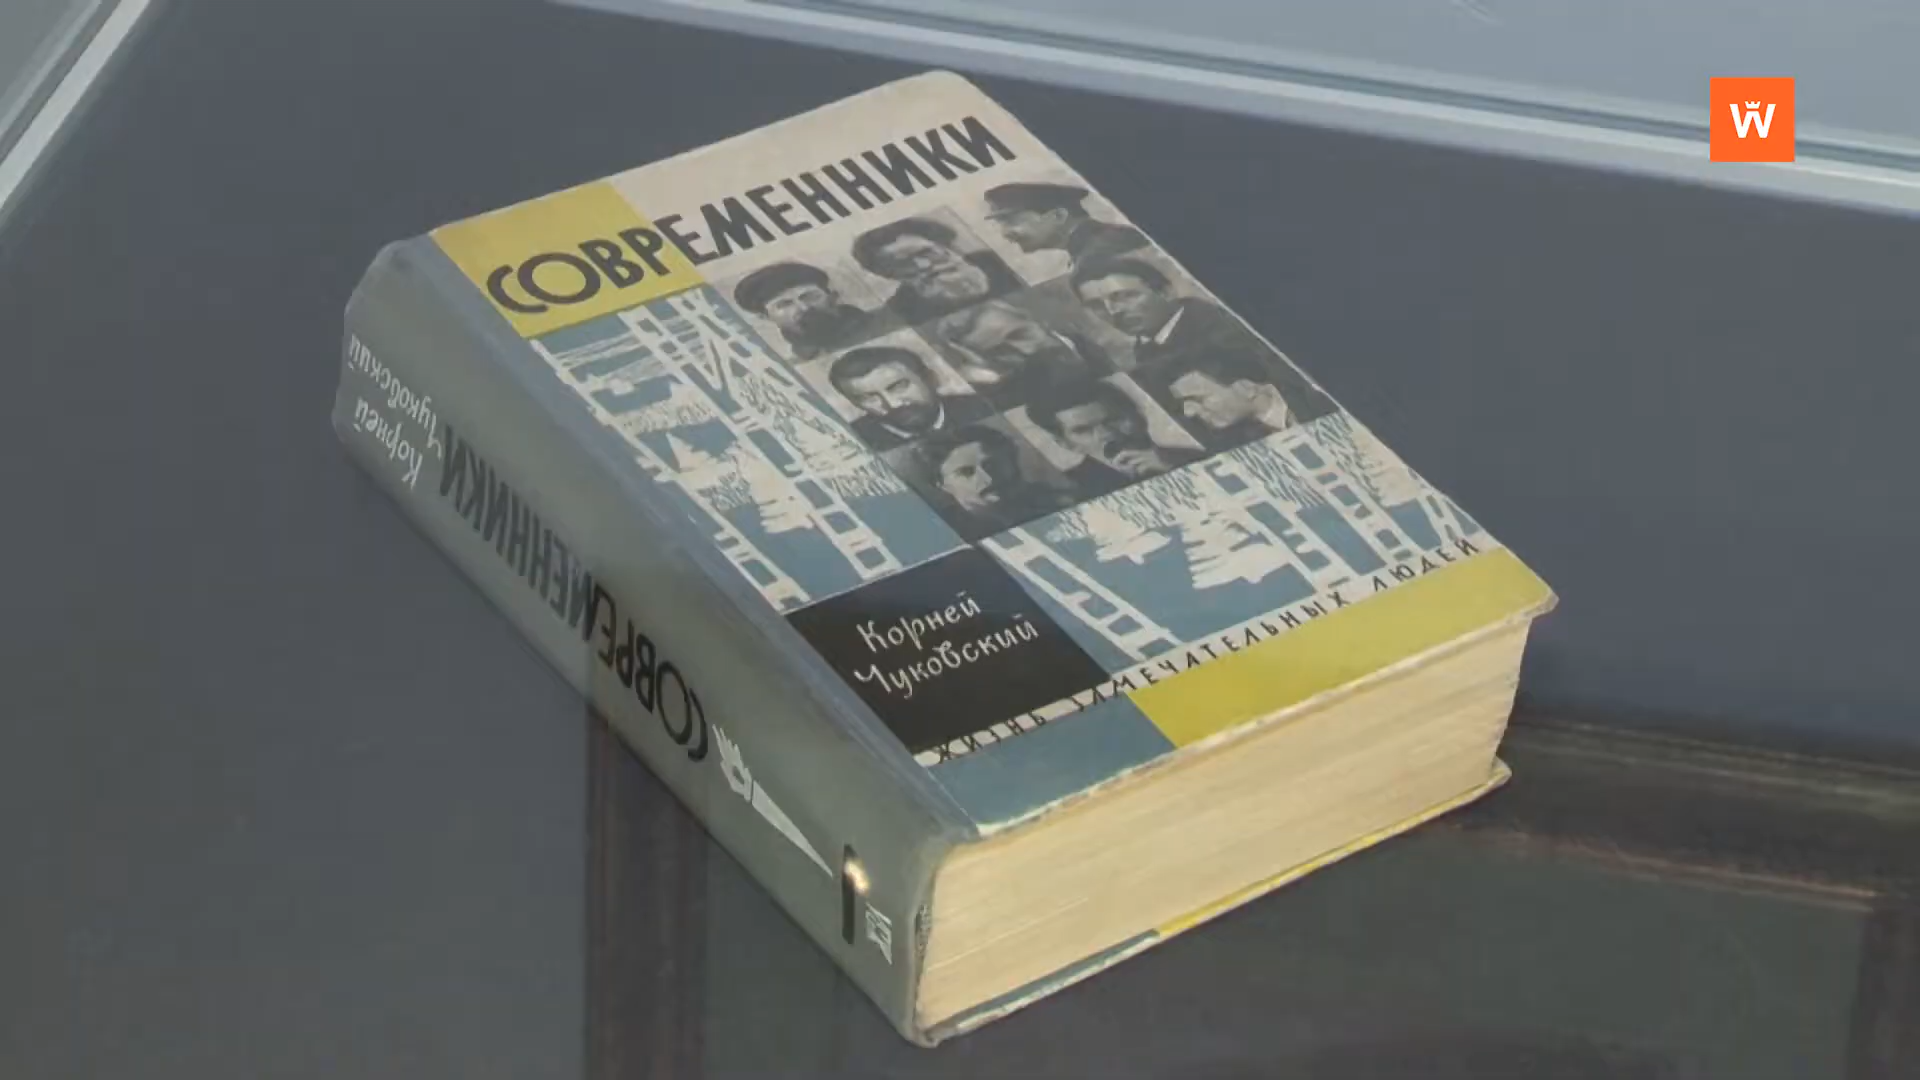 W
СОВРЕМЕННИКИ
Корней
Чуковский
ЖИЗНЬ ЗАМЕЧАТЕЛЬНЫХ ЛЮДЕЙ
Корней
Чуковский
СОВРЕМЕННИКИ